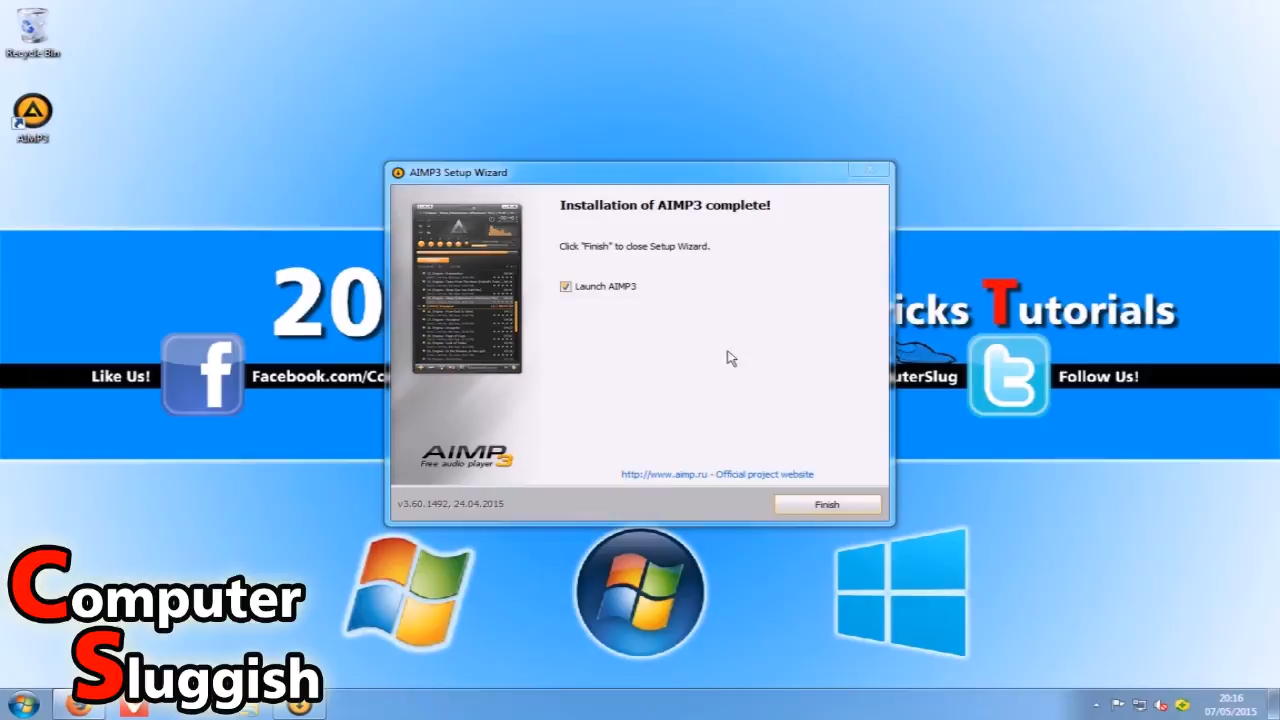 Recycle Bin
AIMP3
AIMP3 Setup Wizard
Installation of AIMP3 complete!
Click "Finish" to close Setup Wizard.
Launch AIMP3
AIMP3
Free audio player
http://www.aimp.ru - Official project website
v3.60.1492, 24.04.2015
Finish
20
icks Tutorials
Like Us!
Facebook.com/Co
uterSlug
Follow Us!
Computer
Sluggish
20:16
07/05/2015